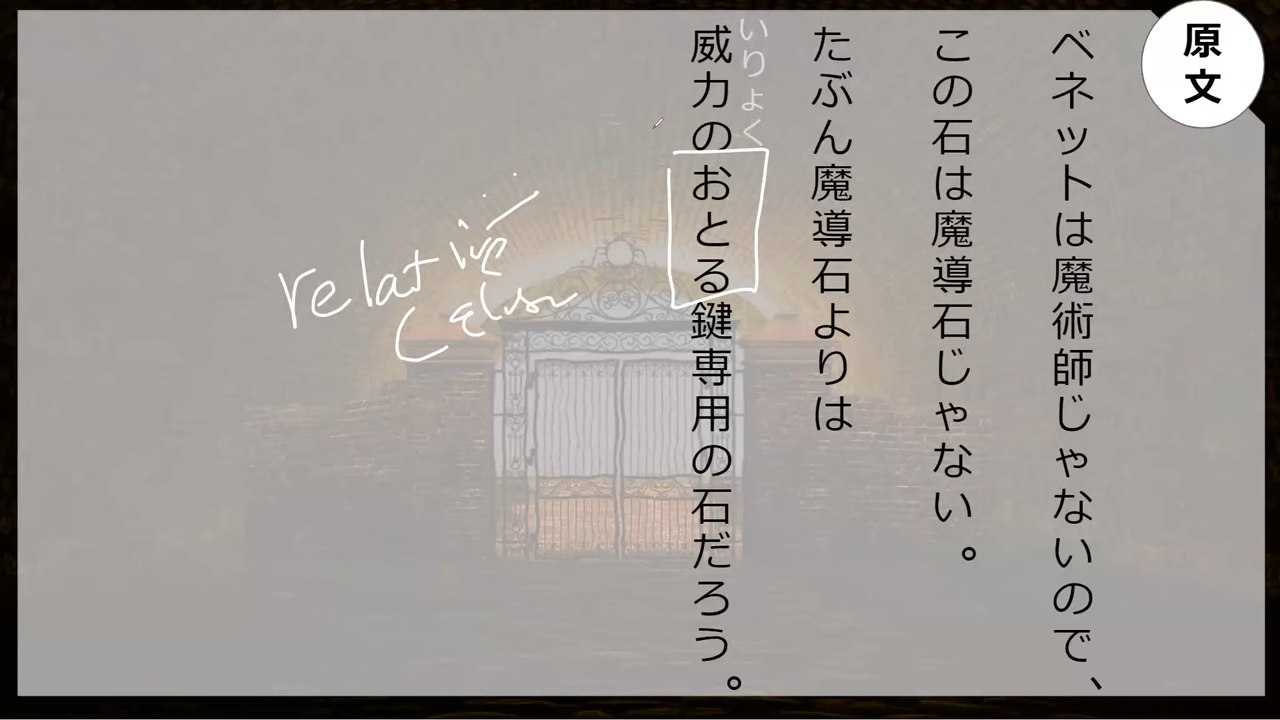 原文
ベネットは魔術師じゃないので、
この石は魔導石じゃない。
たぶん魔導石よりは
いりょく
威力のおとる鍵専用の石だろう。
relative